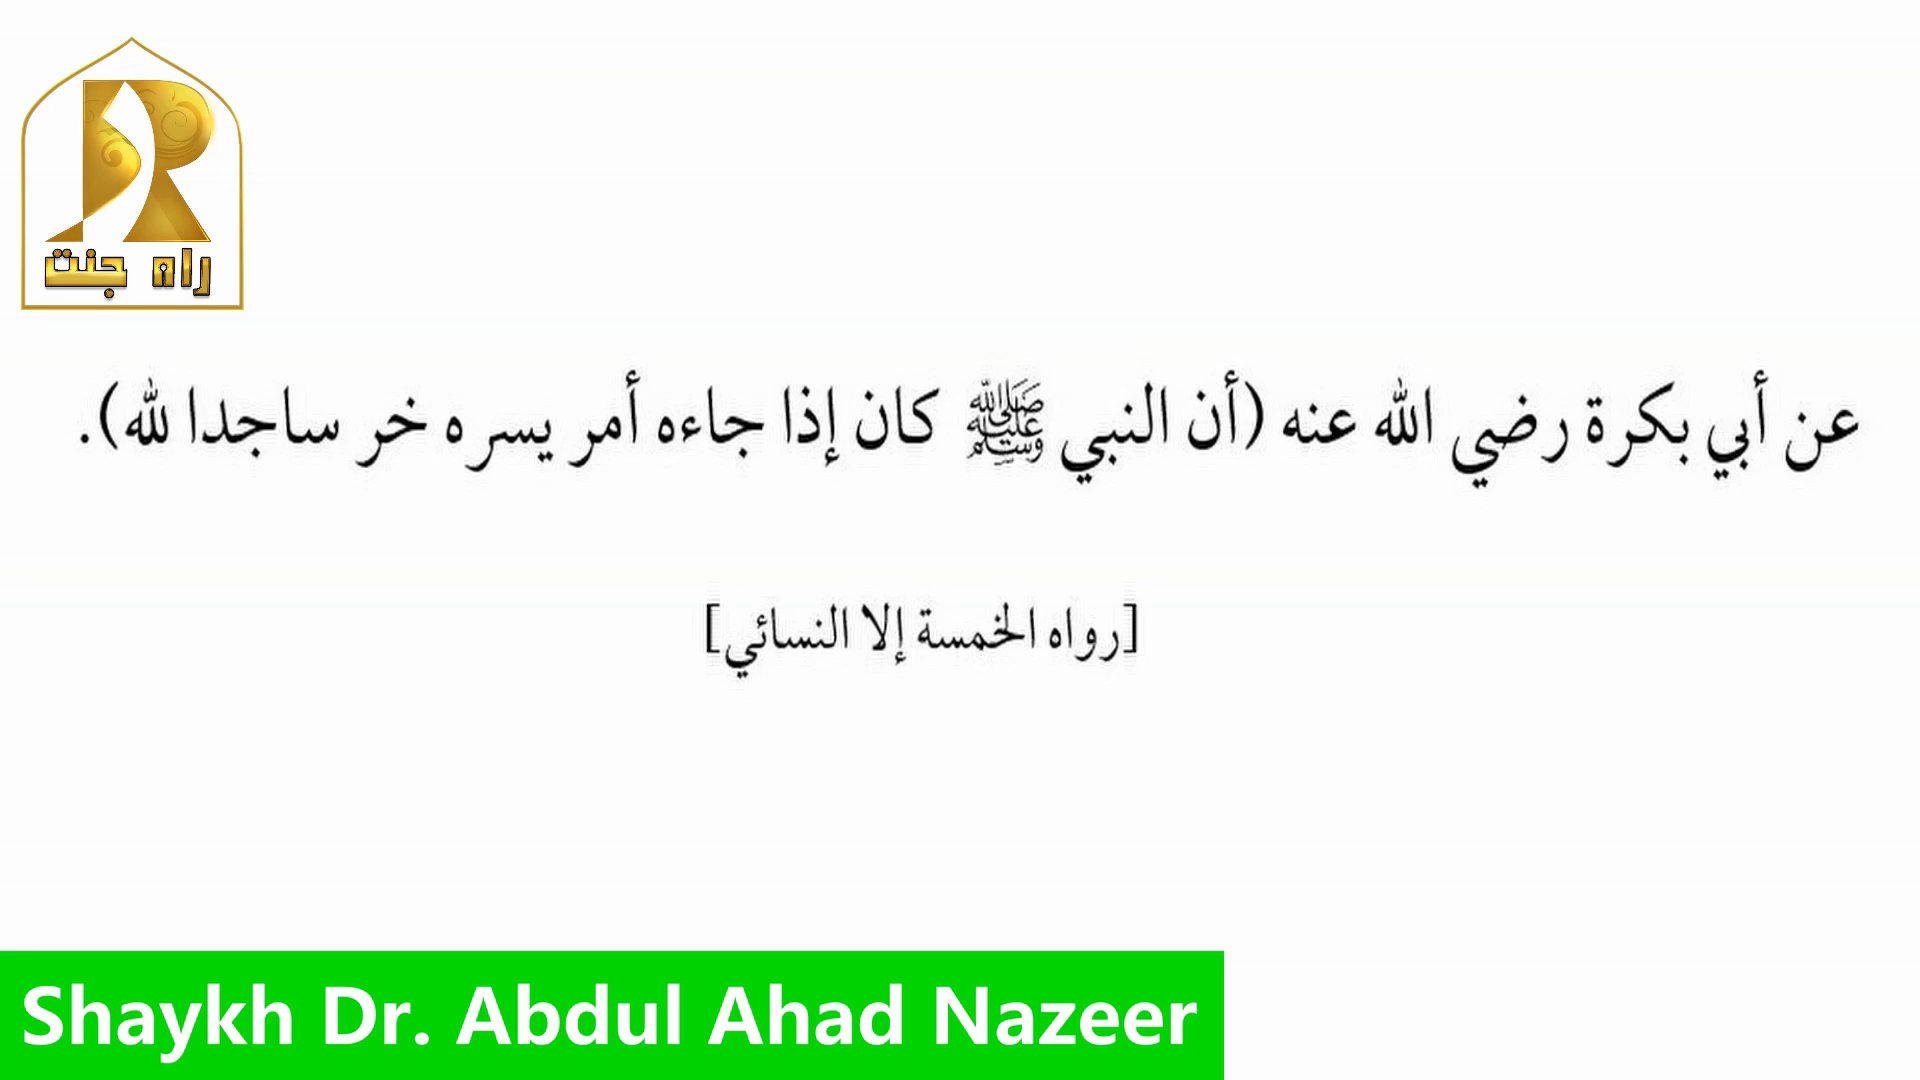 راه جنت
عن أبي بكرة رضي الله عنه (أن النبي ﷺ كان إذا جاءه أمر يسره خر ساجدا لله).
[رواه الخمسة إلا النسائي]
Shaykh Dr. Abdul Ahad Nazeer